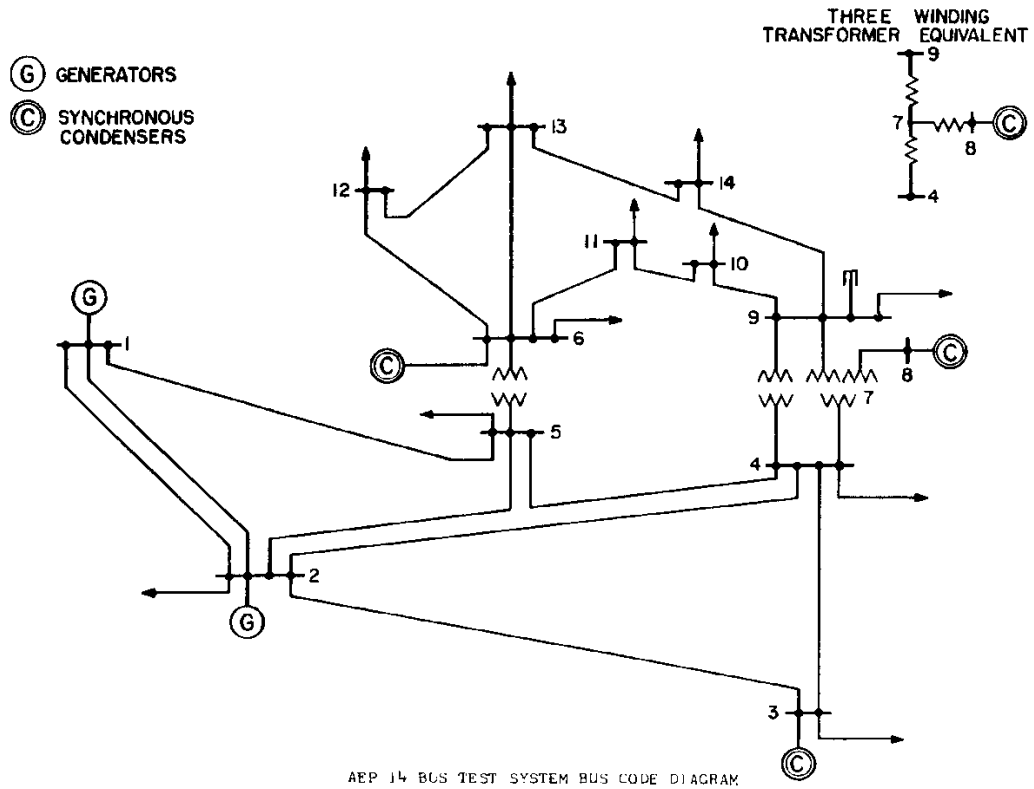 THREE WINDING
TRANSFORMER EQUIVALENT
9
7
C
8
4
G GENERATORS
C SYNCHRONOUS
CONDENSERS
13
12
14
11
10
G
1
9
6
C
C
8
7
5
4
2
G
3
C
AEP 14 BUS TEST SYSTEM BUS CODE DIAGRAM